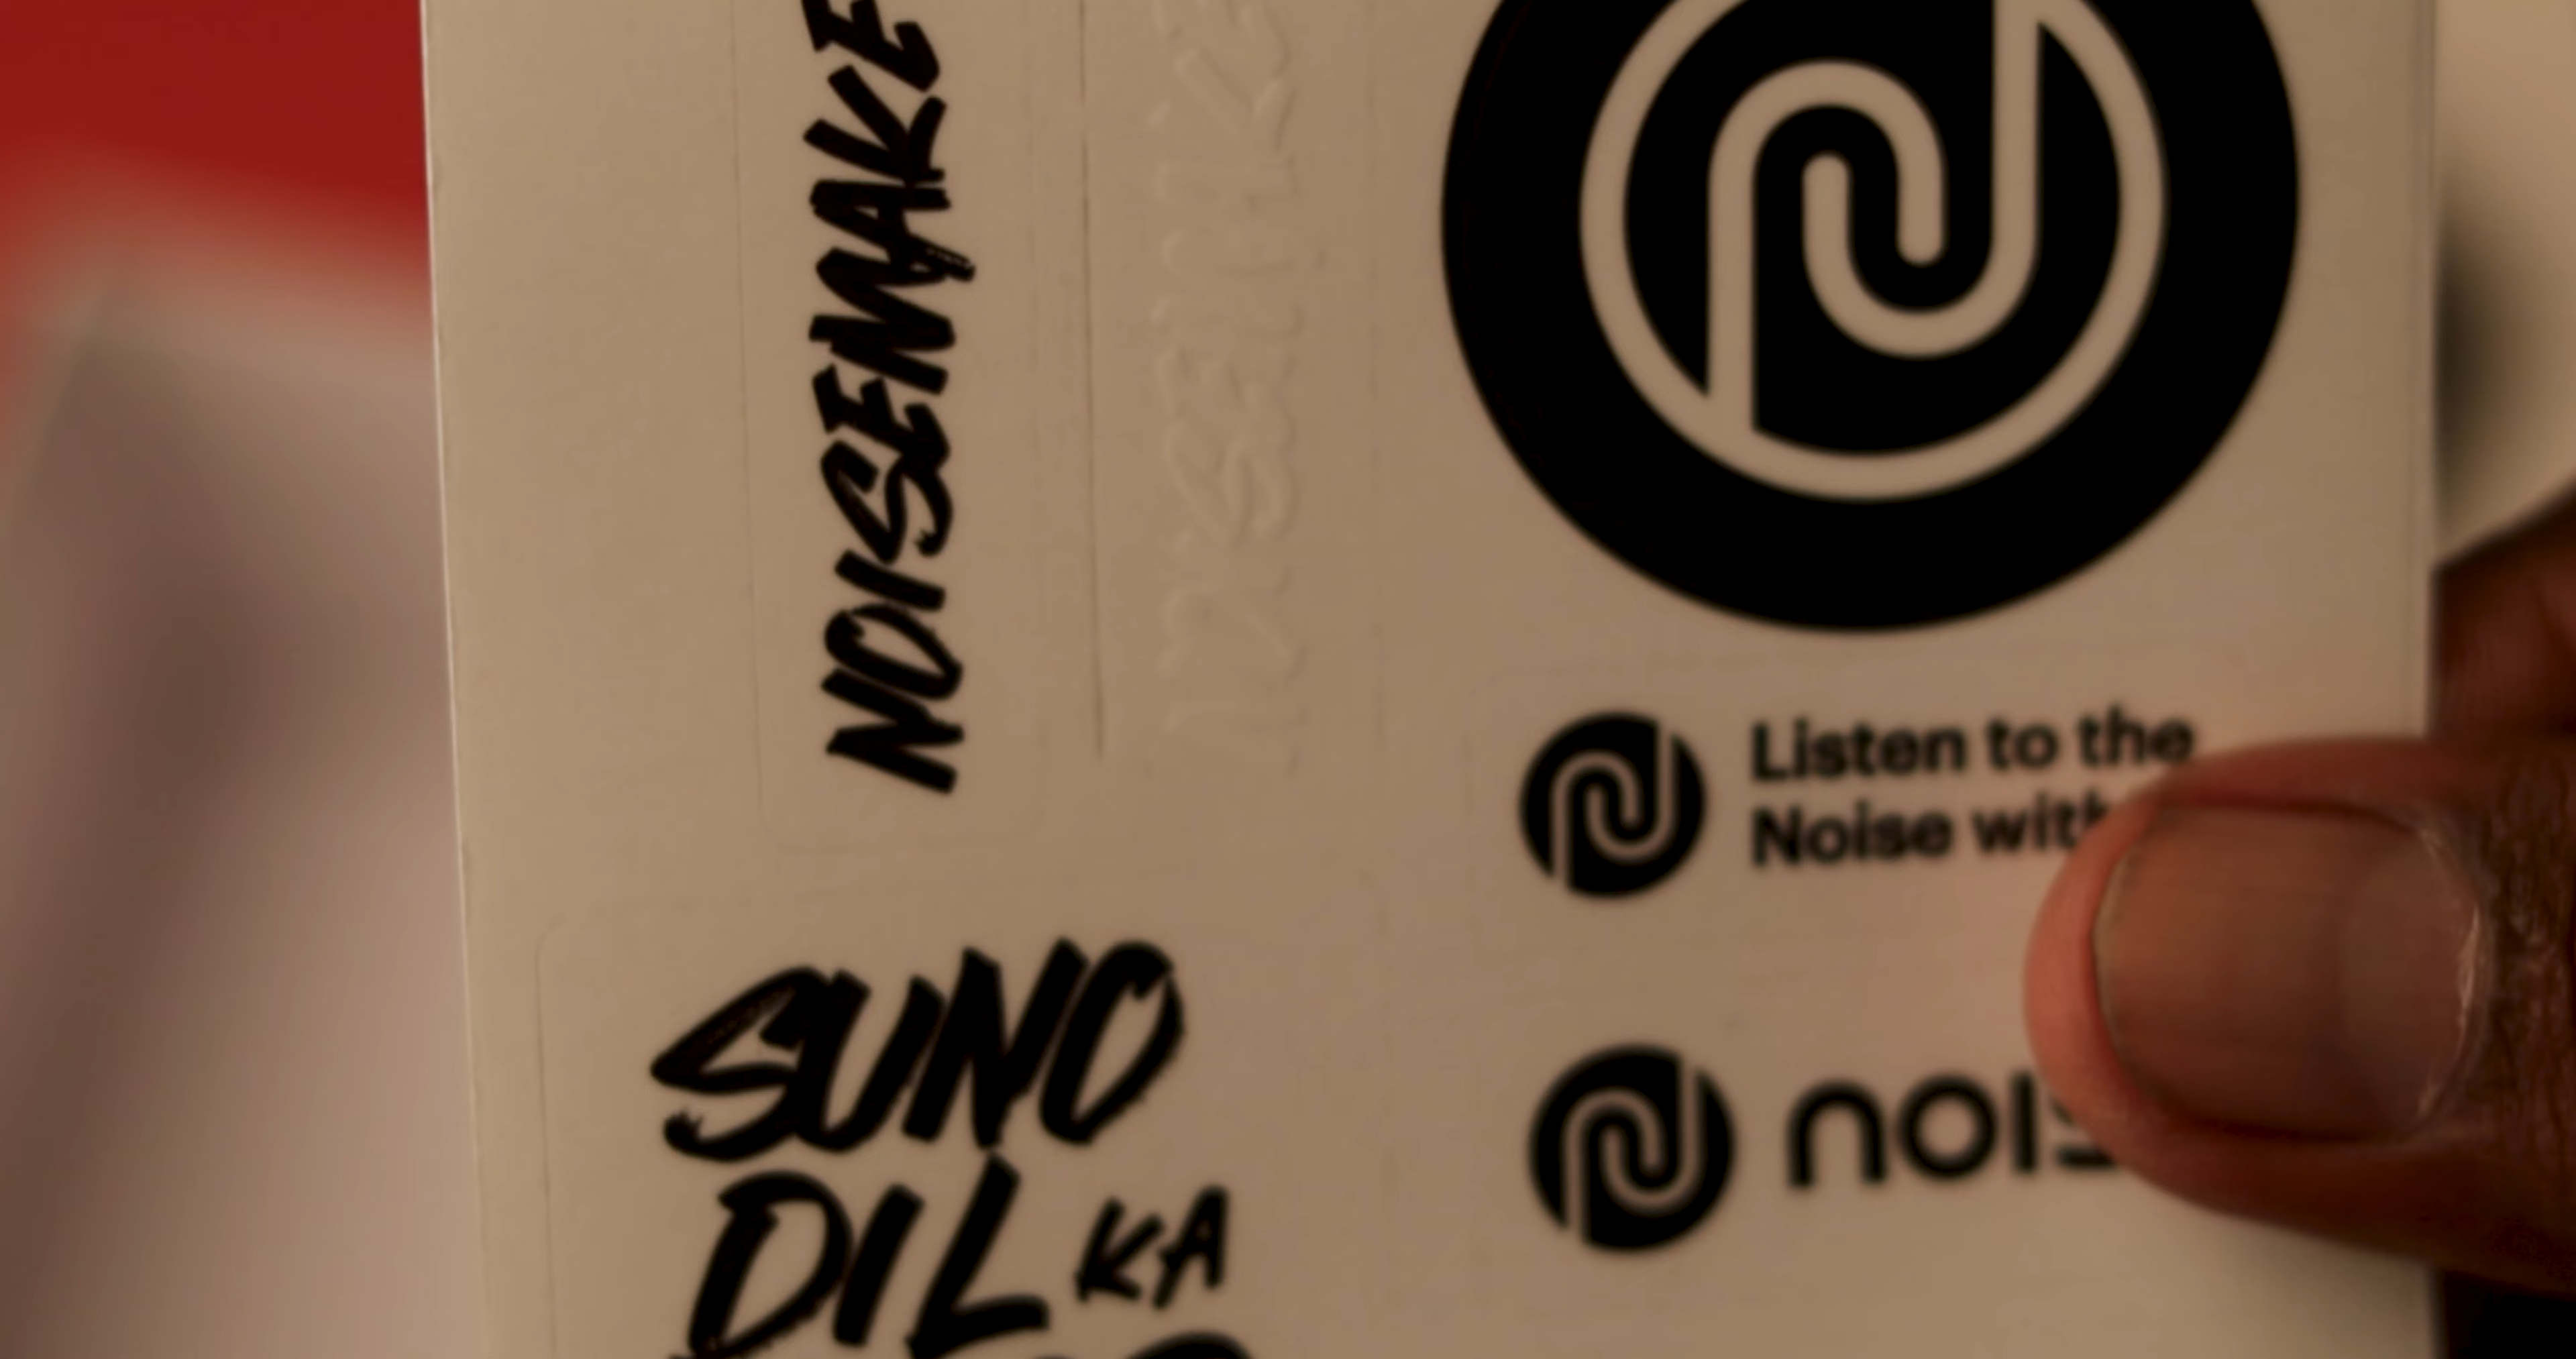 NOISEMAKE
Listen to the
Noise with
SUNO
DIL KA
nois